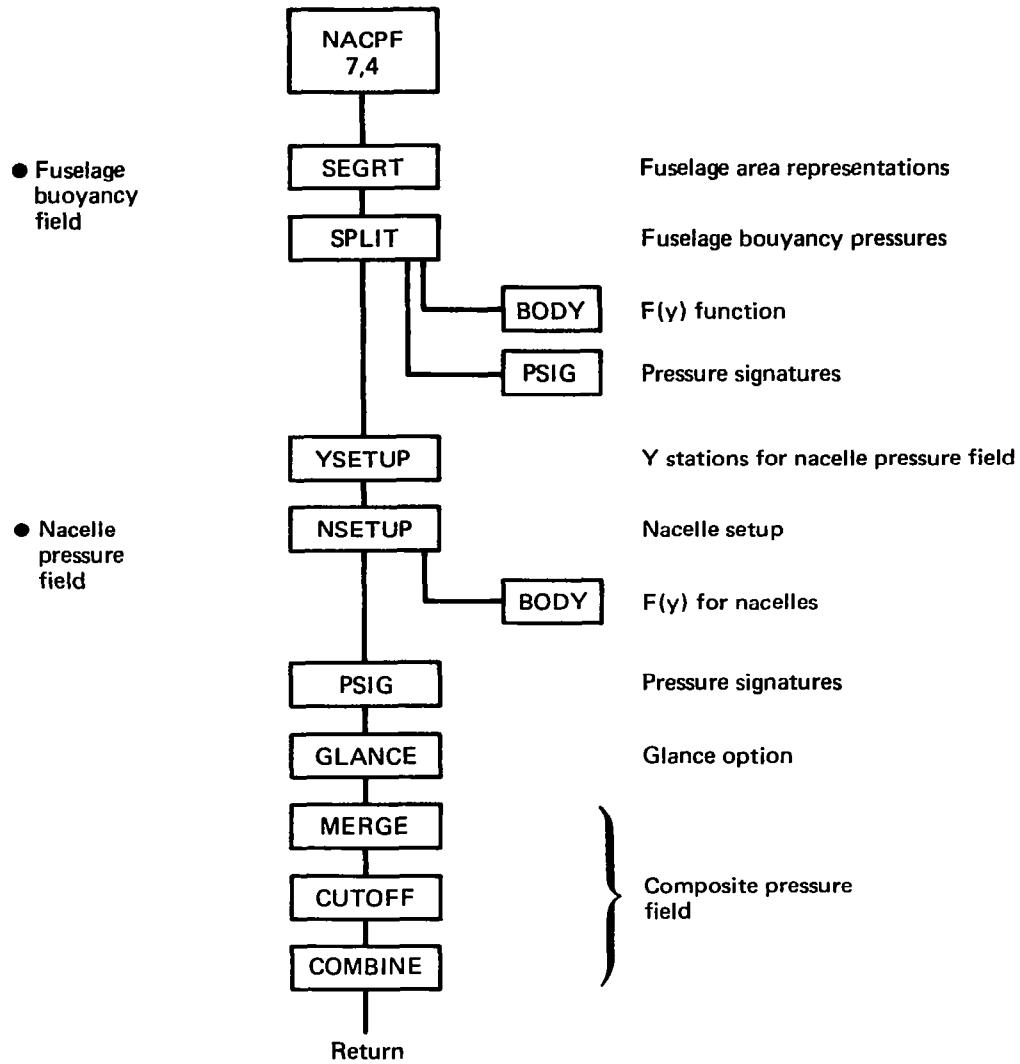 NACPF
7,4
● Fuselage
buoyancy
field
SEGRT
Fuselage area representations
SPLIT
Fuselage bouyancy pressures
BODY
F(y) function
PSIG
Pressure signatures
YSETUP
Y stations for nacelle pressure field
● Nacelle
pressure
field
NSETUP
Nacelle setup
BODY
F(y) for nacelles
PSIG
Pressure signatures
GLANCE
Glance option
MERGE
CUTOFF
COMBINE
Composite pressure
field
Return